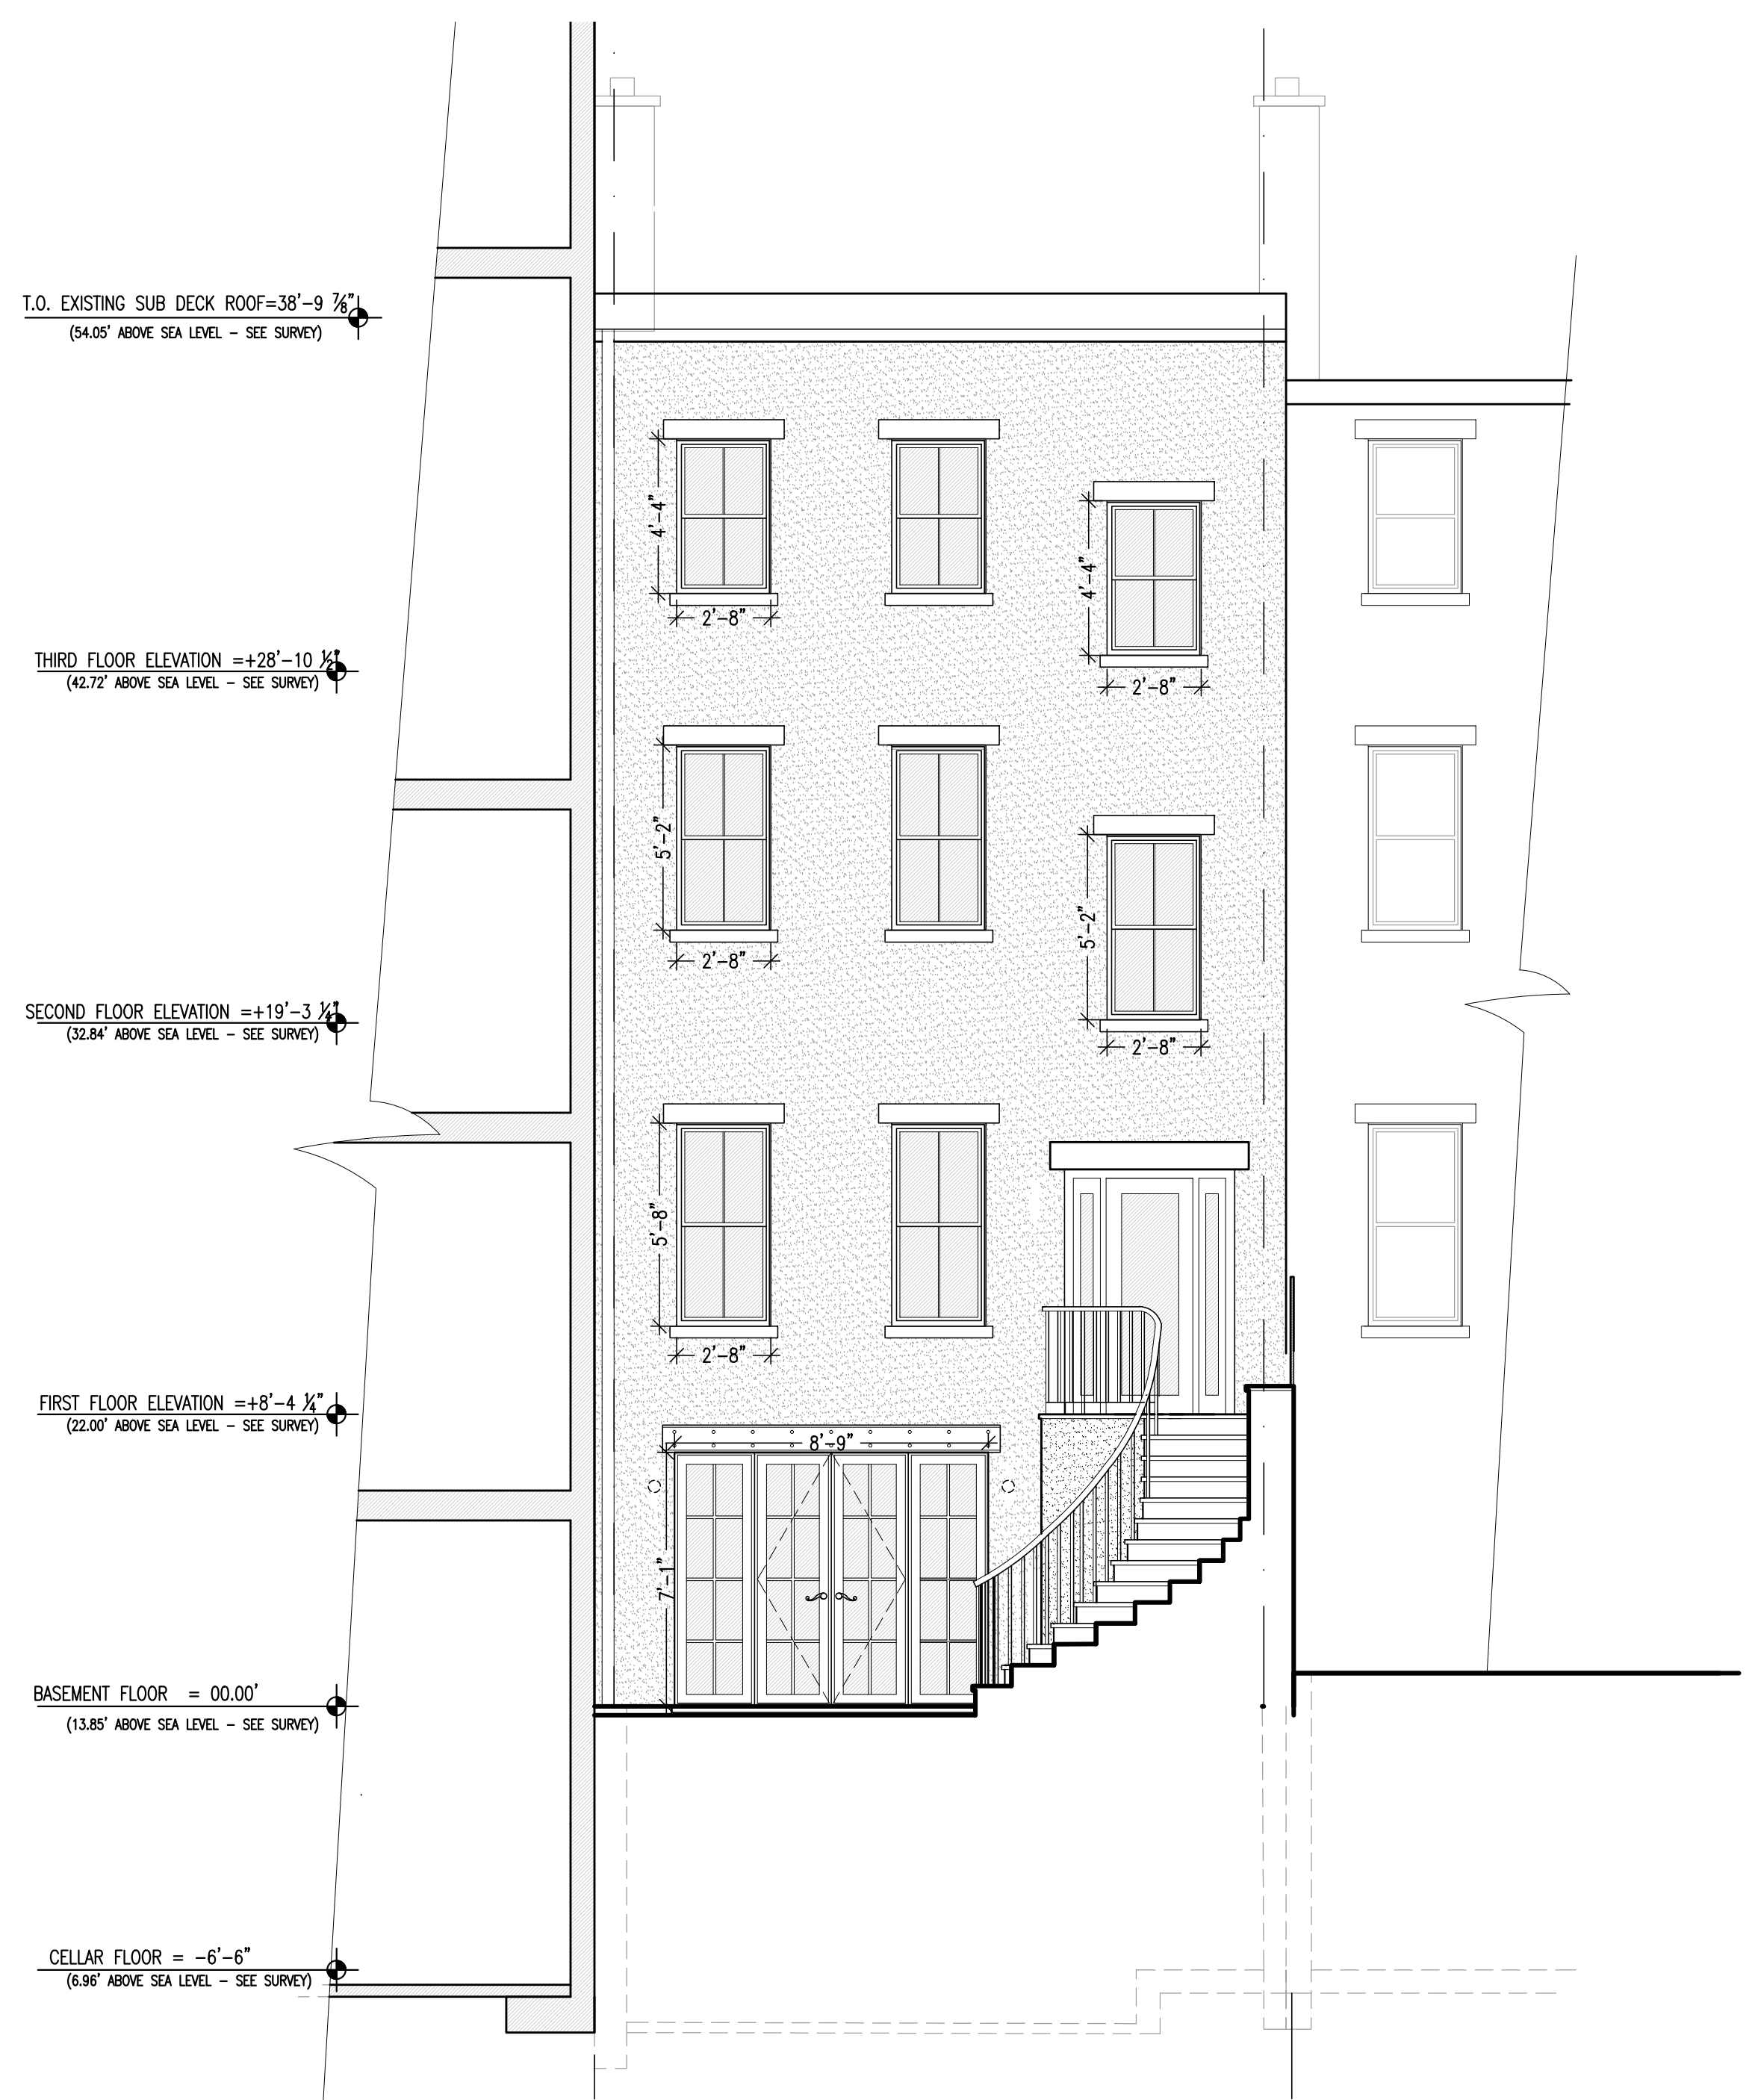 T.O. EXISTING SUB DECK ROOF=38'-9 ⅞"
(54.05' ABOVE SEA LEVEL - SEE SURVEY)
4'-4"
4'-4"
2'-8"
THIRD FLOOR ELEVATION =+28'-10 ½"
(42.72' ABOVE SEA LEVEL - SEE SURVEY)
2'-8"
5'-2"
5'-2"
2'-8"
SECOND FLOOR ELEVATION =+19'-3 ¼"
(32.84' ABOVE SEA LEVEL - SEE SURVEY)
2'-8"
5'-8"
2'-8"
FIRST FLOOR ELEVATION =+8'-4 ¼"
(22.00' ABOVE SEA LEVEL - SEE SURVEY)
8'-9"
7'-1"
BASEMENT FLOOR = 00.00'
(13.85' ABOVE SEA LEVEL - SEE SURVEY)
CELLAR FLOOR = -6'-6"
(6.96' ABOVE SEA LEVEL - SEE SURVEY)